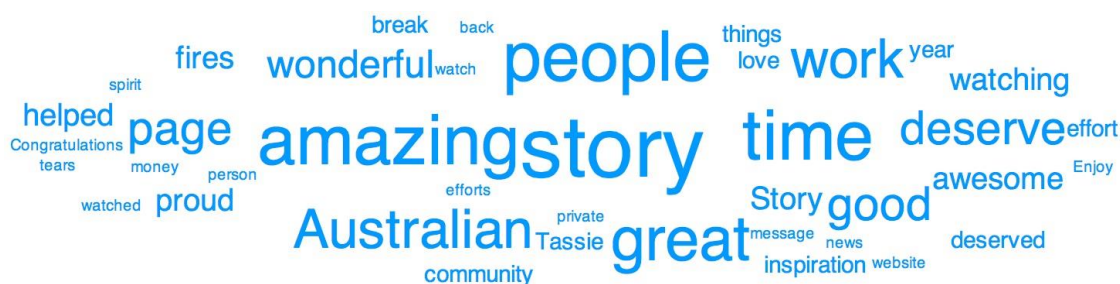 break back things
fires wonderful watch people love work year
watching
spirit
helped page amazing story time deserve effort
Congratulations
tears money person Enjoy
watched proud efforts Story good awesome
Australian Tassie private great message news deserved
community inspiration website